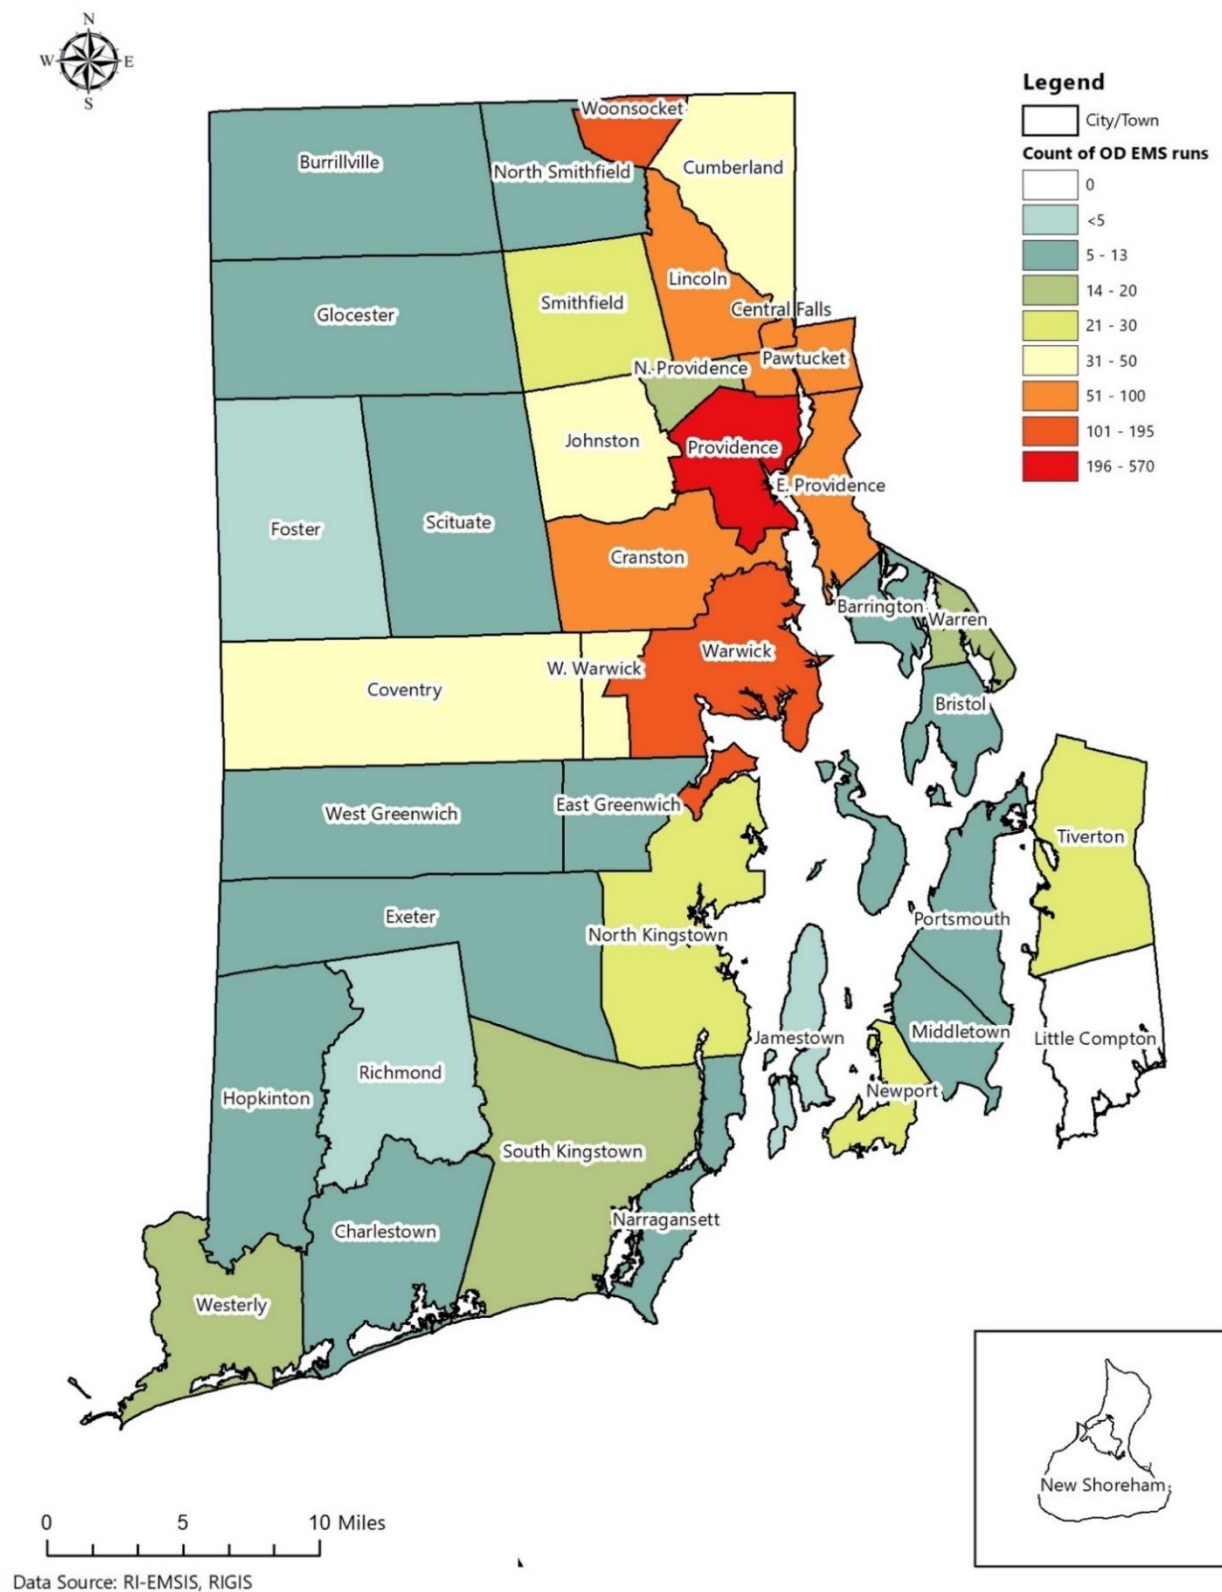 N
W E
S
Legend
City/Town
Count of OD EMS runs
0
<5
5 - 13
14 - 20
21 - 30
31 - 50
51 - 100
101 - 195
196 - 570
Woonsocket
Burrillville
North Smithfield
Cumberland
Lincoln
Smithfield
Glocester
Central Falls
Pawtucket
N. Providence
Johnston
Providence
E. Providence
Foster
Scituate
Cranston
Barrington
Warren
Warwick
W. Warwick
Coventry
Bristol
West Greenwich
East Greenwich
Tiverton
Exeter
North Kingstown
Portsmouth
Jamestown
Middletown
Little Compton
Richmond
Hopkinton
Newport
South Kingstown
Narragansett
Charlestown
Westerly
New Shoreham
0 5 10 Miles
Data Source: RI-EMSIS, RIGIS